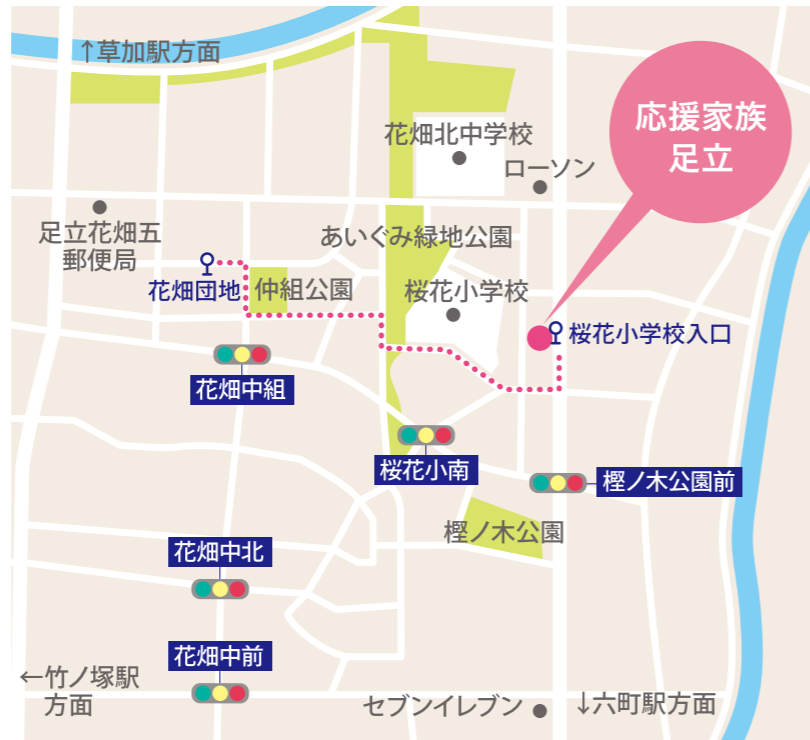 ↑草加駅方面
応援家族
足立
花畑北中学校
ローソン
足立花畑五
郵便局
あいぐみ緑地公園
花畑団地
仲組公園
桜花小学校
桜花小学校入口
花畑中組
桜花小南
樫ノ木公園前
樫ノ木公園
花畑中北
花畑中前
←竹ノ塚駅
方面
セブンイレブン
↓六町駅方面